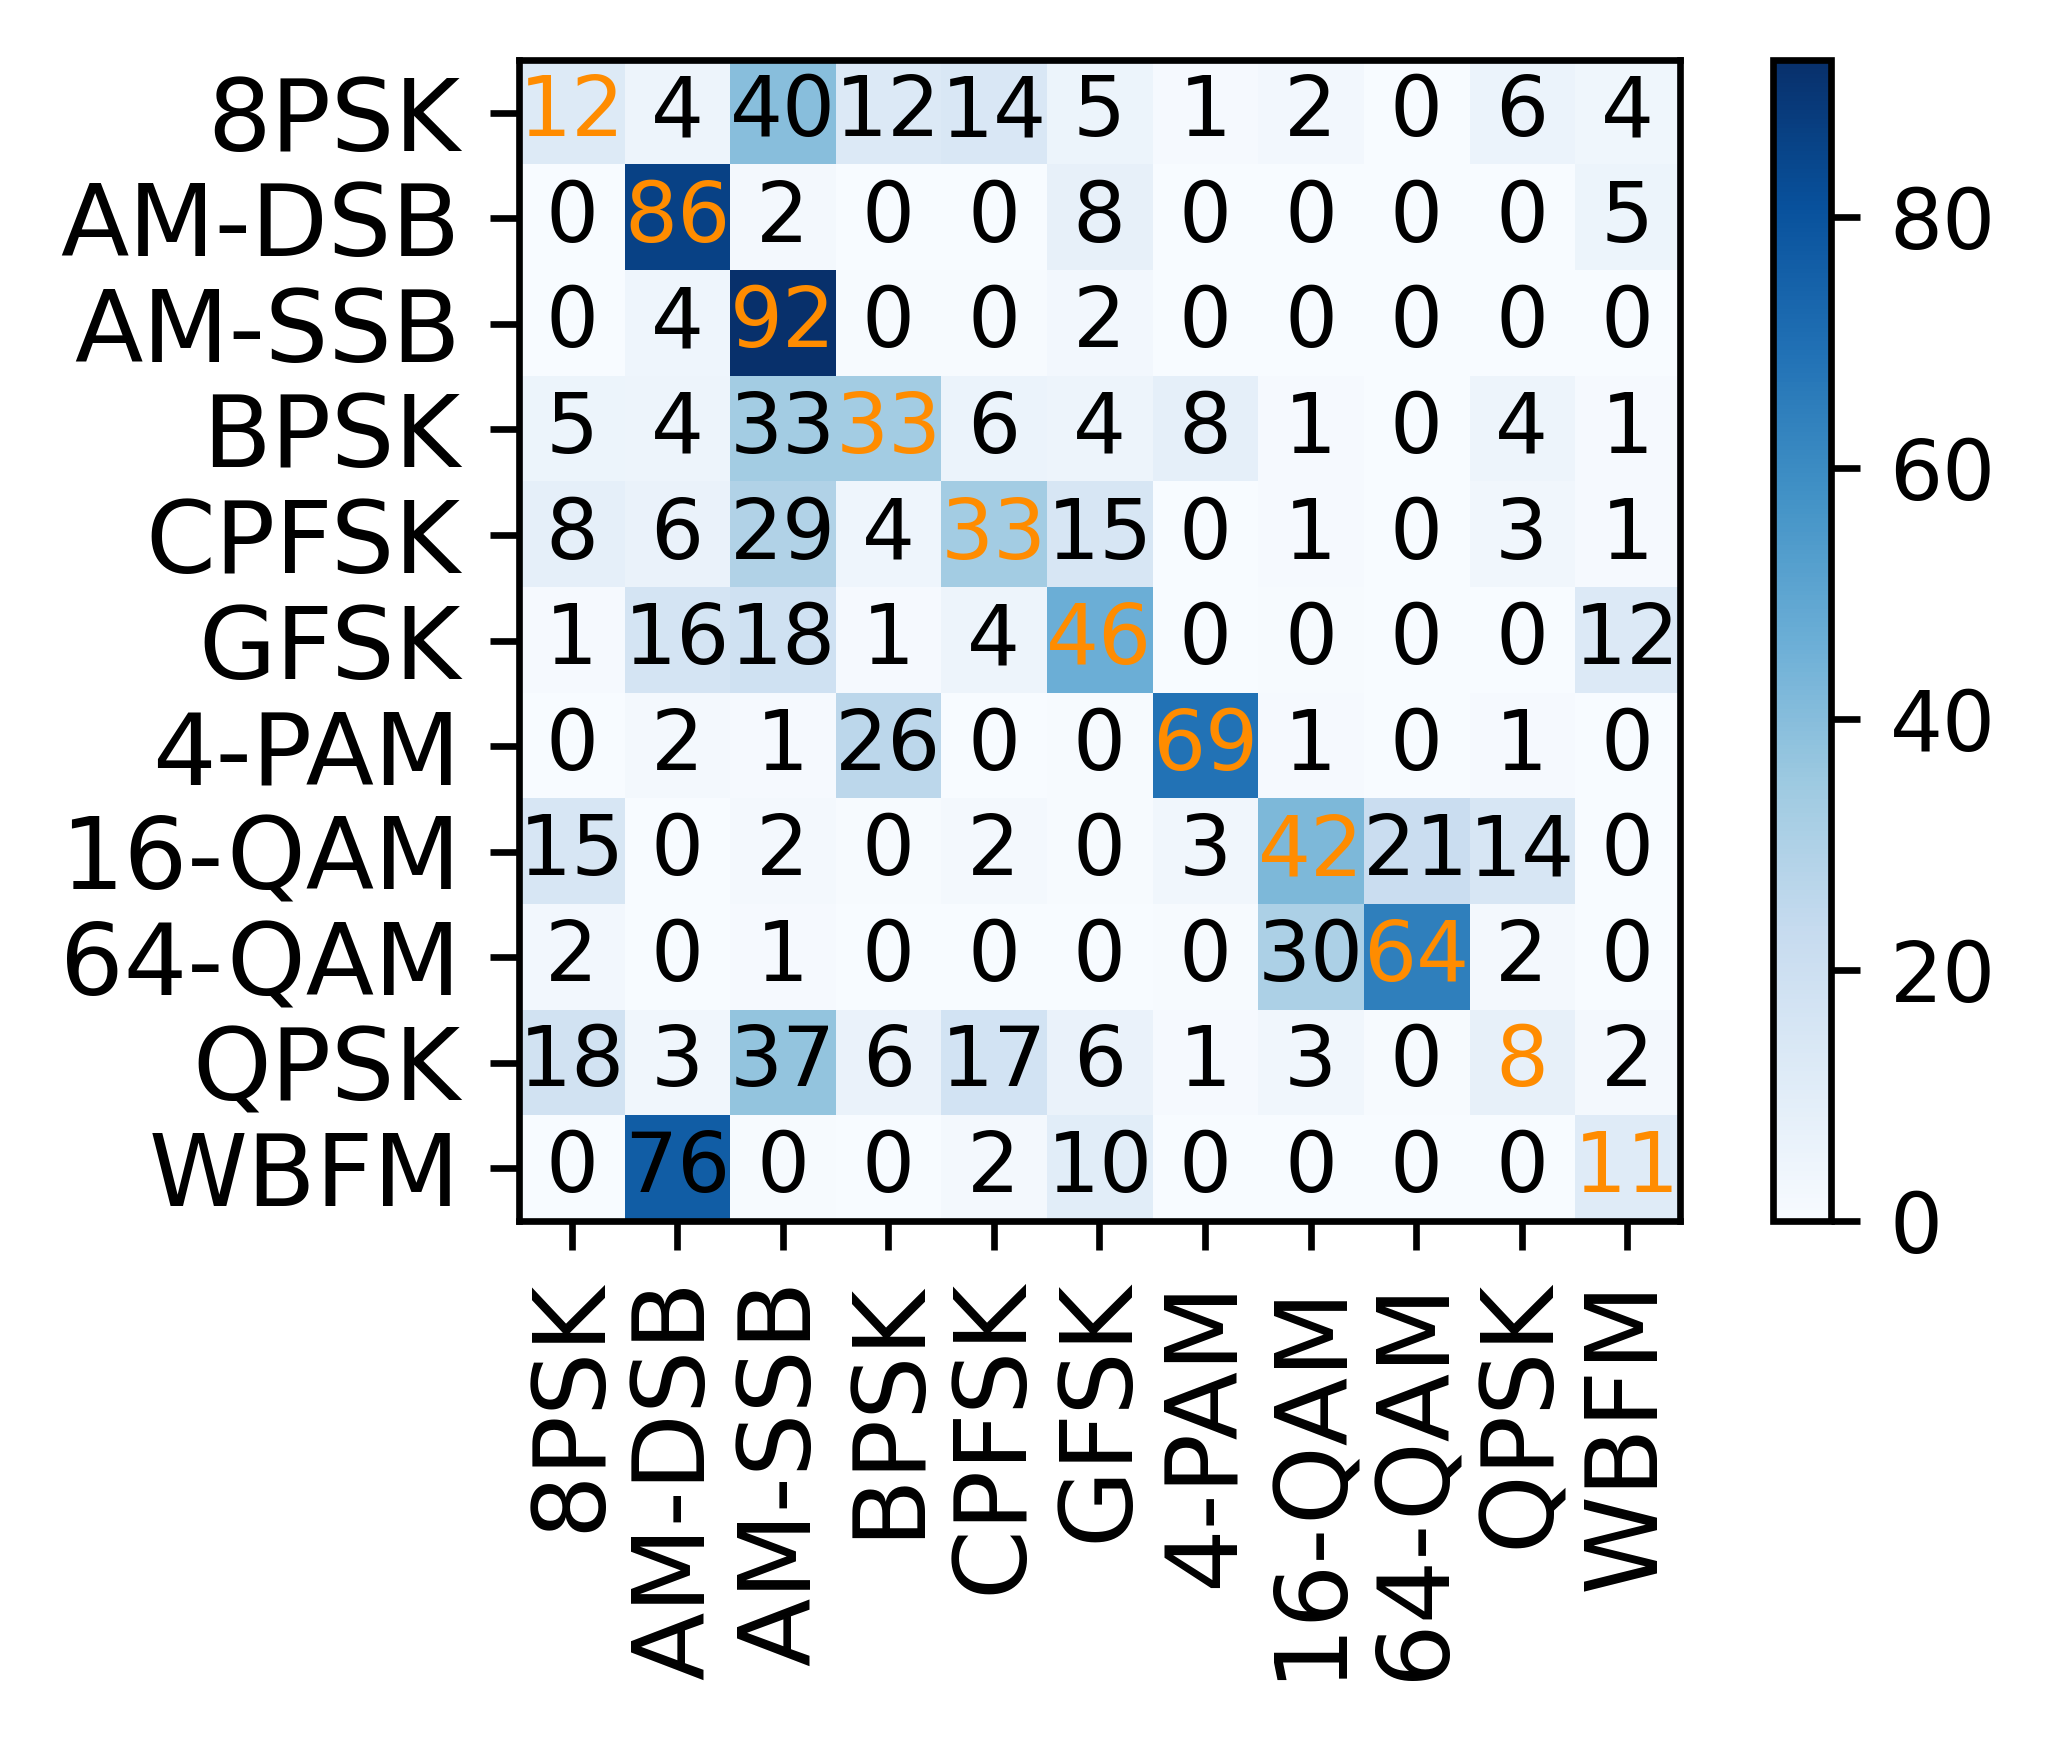 8PSK 12 4 40 12 14 5 1 2 0 6 4
AM-DSB 0 86 2 0 0 8 0 0 0 0 5 80
AM-SSB 0 4 92 0 0 2 0 0 0 0 0
BPSK 5 4 33 33 6 4 8 1 0 4 1 60
CPFSK 8 6 29 4 33 15 0 1 0 3 1
GFSK 1 16 18 1 4 46 0 0 0 0 12
4-PAM 0 2 1 26 0 0 69 1 0 1 0 40
16-QAM 15 0 2 0 2 0 3 42 21 14 0
64-QAM 2 0 1 0 0 0 0 30 64 2 0 20
QPSK 18 3 37 6 17 6 1 3 0 8 2
WBFM 0 76 0 0 2 10 0 0 0 0 11
0
8PSK AM-DSB AM-SSB BPSK CPFSK GFSK 4-PAM 16-QAM 64-QAM QPSK WBFM